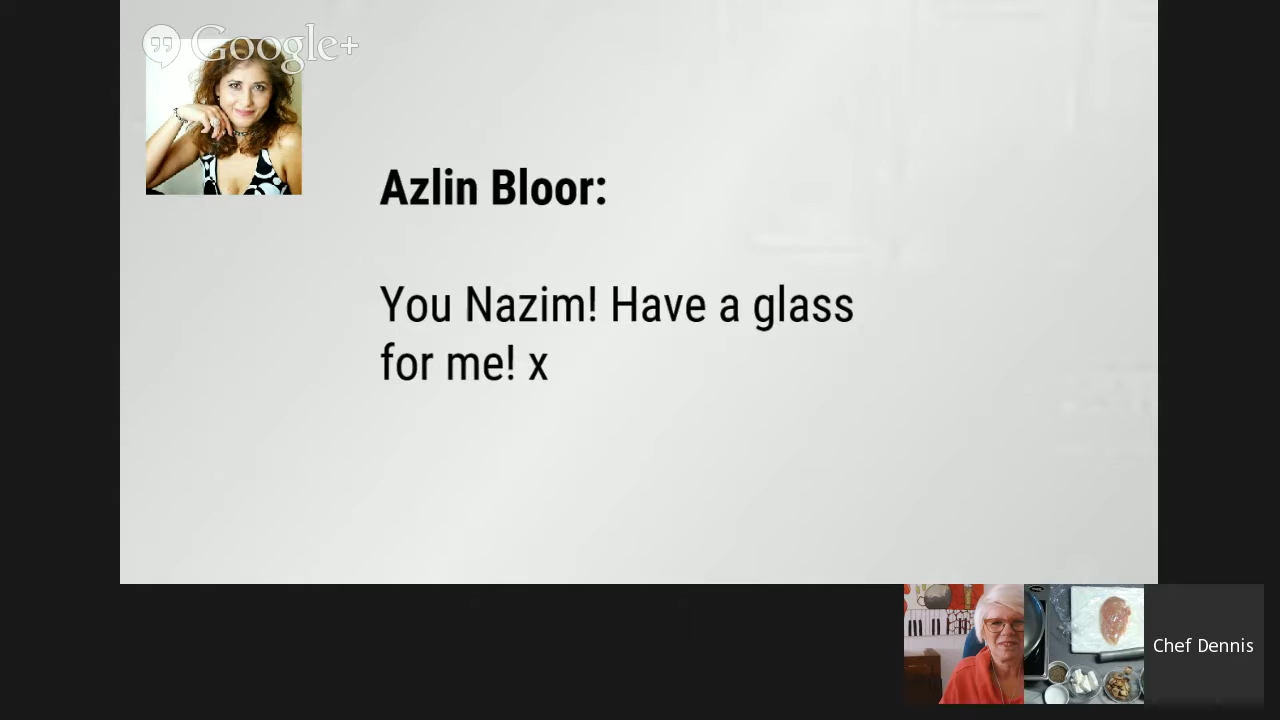 Google+
Azlin Bloor:
You Nazim! Have a glass
for me! x
Chef Dennis